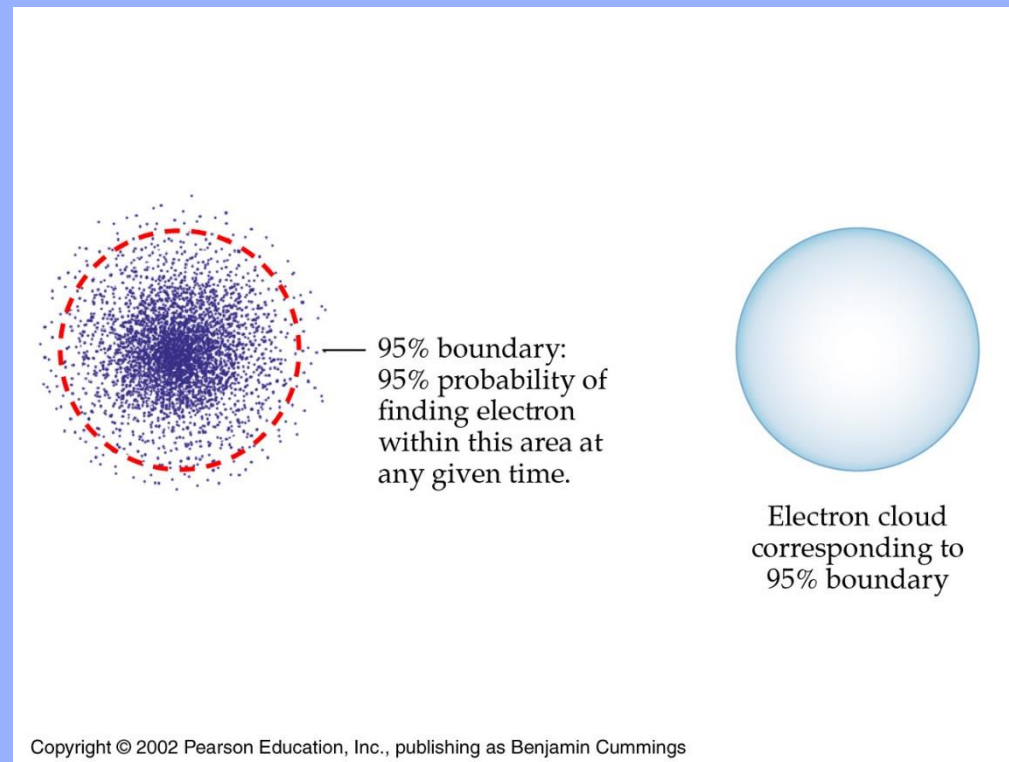 95% boundary:
95% probability of
finding electron
within this area at
any given time.
Electron cloud
corresponding to
95% boundary
Copyright © 2002 Pearson Education, Inc., publishing as Benjamin Cummings